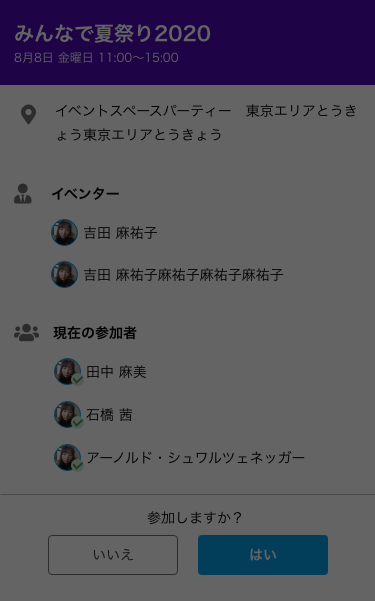 みんなで夏祭り2020
8月8日 金曜日 11:00〜15:00
イベントスペースパーティー　東京エリアとうき
ょう東京エリアとうきょう
イベンター
吉田 麻祐子
吉田 麻祐子麻祐子麻祐子麻祐子
現在の参加者
田中 麻美
石橋 茜
アーノルド・シュワルツェネッガー
参加しますか？
いいえ
はい